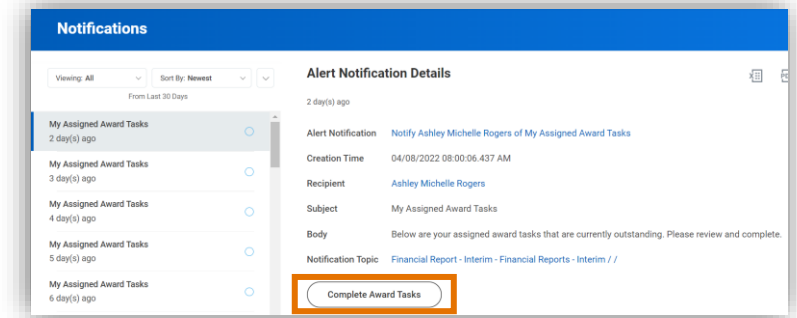 Notifications
Viewing: All
Sort By: Newest
From Last 30 Days
My Assigned Award Tasks
2 day(s) ago
My Assigned Award Tasks
3 day(s) ago
My Assigned Award Tasks
4 day(s) ago
My Assigned Award Tasks
5 day(s) ago
My Assigned Award Tasks
6 day(s) ago
Alert Notification Details
2 day(s) ago
Alert Notification Notify Ashley Michelle Rogers of My Assigned Award Tasks
Creation Time 04/08/2022 08:00:06.437 AM
Recipient Ashley Michelle Rogers
Subject My Assigned Award Tasks
Body Below are your assigned award tasks that are currently outstanding. Please review and complete.
Notification Topic Financial Report - Interim - Financial Reports - Interim / /
Complete Award Tasks